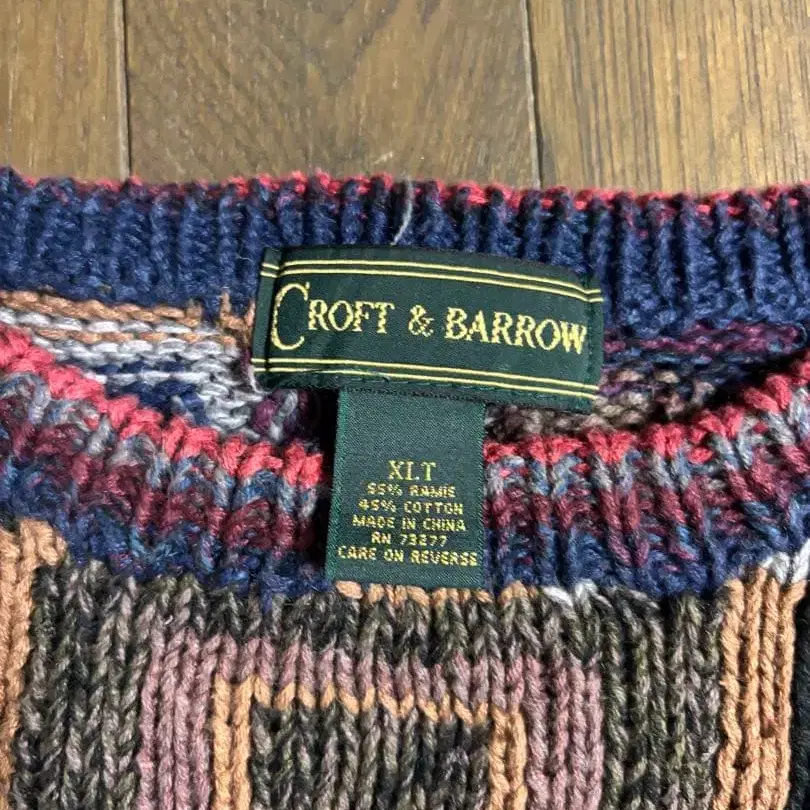 CROFT & BARROW
XLT
55% RAMIE
45% COTTON
MADE IN CHINA
RN 73277
CARE ON REVERSE